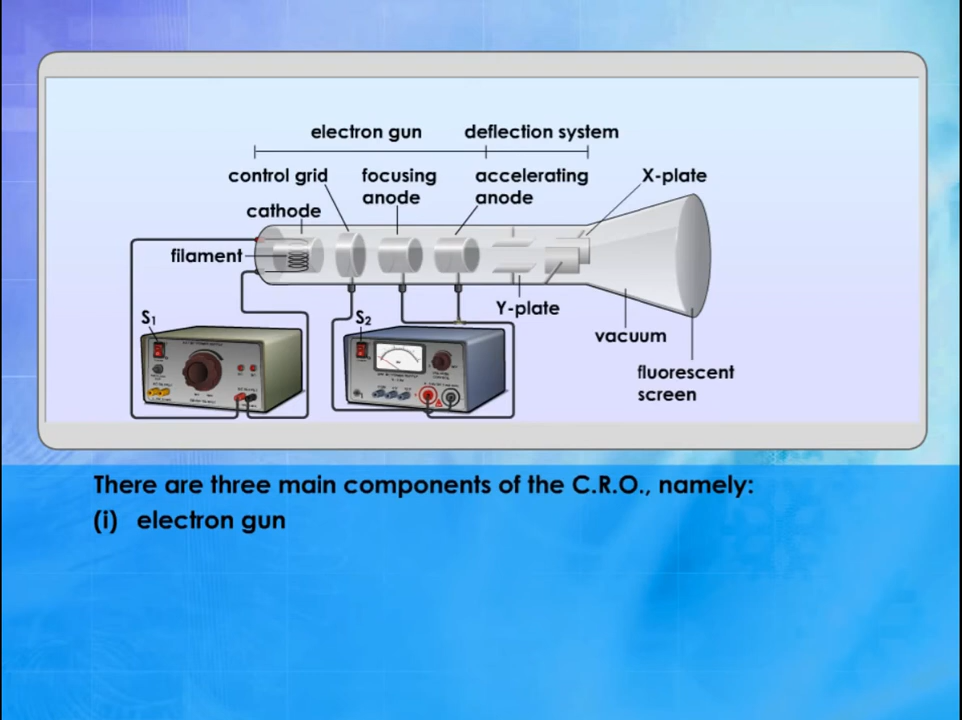 electron gun
deflection system
control grid
focusing
anode
accelerating
anode
X-plate
cathode
filament
Y-plate
S1
S2
vacuum
fluorescent
screen
There are three main components of the C.R.O., namely:
(i) electron gun